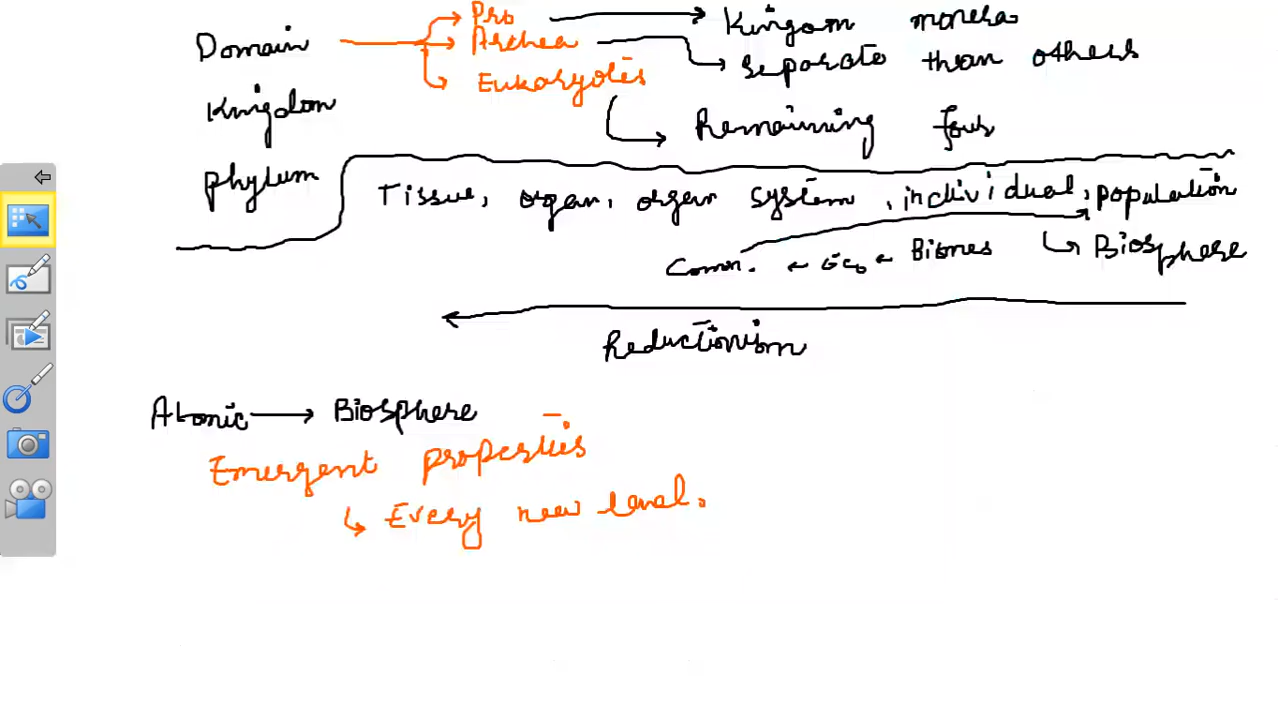 Pro → Kingom monera
Domain → Archea → Separate than others
Eukaryotes
Kingdom
Remaining four
phylum
Tissue, organ, organ system, individual, population
Comm. ← Eco ← Biomes ↳ Biosphere
Reductionism
Atomic → Biosphere
Emergent properties
↳ Every new level.